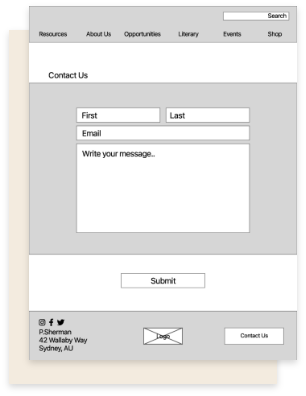 Search
Resources About Us Opportunities Literary Events Shop
Contact Us
First Last
Email
Write your message..
Submit
P.Sherman
42 Wallaby Way
Sydney, AU
Logo
Contact Us